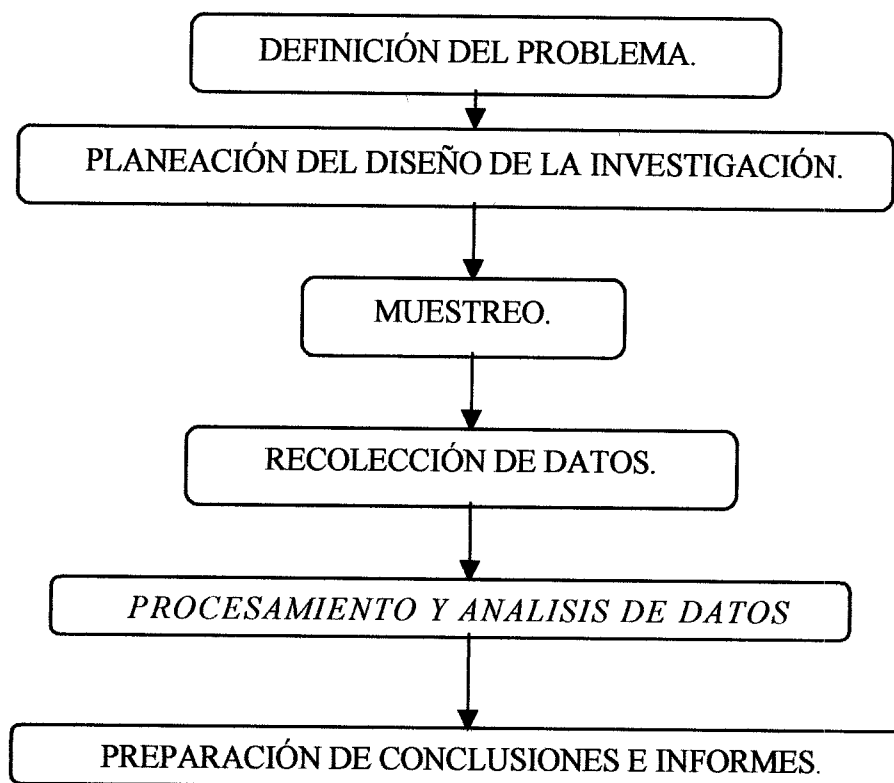 DEFINICIÓN DEL PROBLEMA.
PLANEACIÓN DEL DISEÑO DE LA INVESTIGACIÓN.
MUESTREO.
RECOLECCIÓN DE DATOS.
PROCESAMIENTO Y ANALISIS DE DATOS
PREPARACIÓN DE CONCLUSIONES E INFORMES.